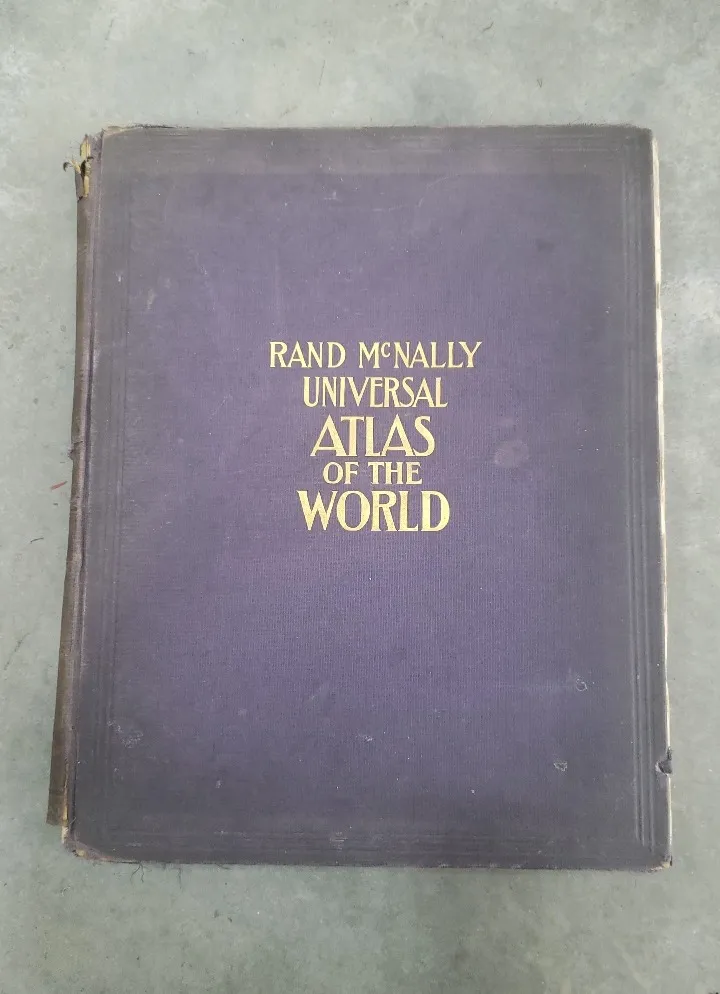 RAND McNALLY
UNIVERSAL
ATLAS
OF THE
WORLD